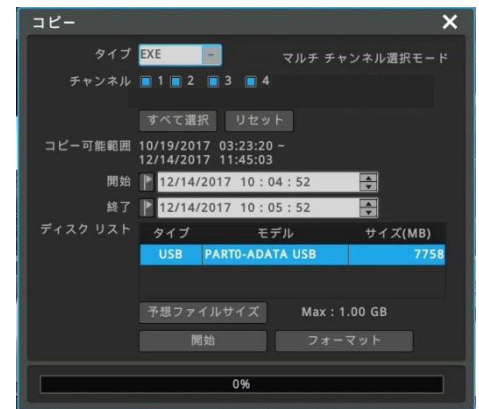 コピー ×
タイプ EXE マルチ チャンネル選択モード
チャンネル 1 2 3 4
すべて選択 リセット
コピー可能範囲 10/19/2017 03:23:20 ~
12/14/2017 11:45:03
開始 12/14/2017 10 : 04 : 52
終了 12/14/2017 10 : 05 : 52
ディスク リスト タイプ モデル サイズ(MB)
USB PART0-ADATA USB 7758
予想ファイルサイズ Max : 1.00 GB
開始 フォーマット
0%